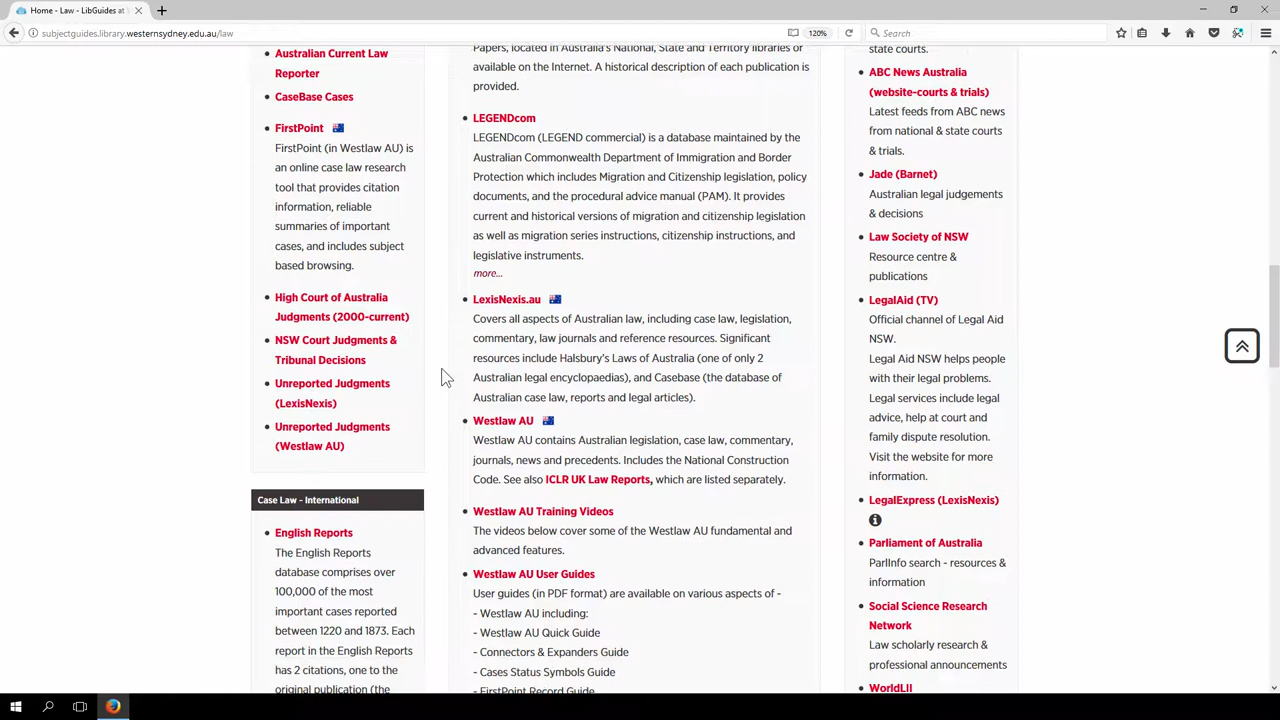 Home - Law - LibGuides at
subjectguides.library.westernsydney.edu.au/law
120%
Search
Australian Current Law
Reporter
CaseBase Cases
FirstPoint
FirstPoint (in Westlaw AU) is
an online case law research
tool that provides citation
information, reliable
summaries of important
cases, and includes subject
based browsing.
High Court of Australia
Judgments (2000-current)
NSW Court Judgments &
Tribunal Decisions
Unreported Judgments
(LexisNexis)
Unreported Judgments
(Westlaw AU)
Case Law - International
English Reports
The English Reports
database comprises over
100,000 of the most
important cases reported
between 1220 and 1873. Each
report in the English Reports
has 2 citations, one to the
original publication (the
Papers, located in Australia's National, State and Territory libraries or
available on the Internet. A historical description of each publication is
provided.
LEGENDcom
LEGENDcom (LEGEND commercial) is a database maintained by the
Australian Commonwealth Department of Immigration and Border
Protection which includes Migration and Citizenship legislation, policy
documents, and the procedural advice manual (PAM). It provides
current and historical versions of migration and citizenship legislation
as well as migration series instructions, citizenship instructions, and
legislative instruments.
more...
LexisNexis.au
Covers all aspects of Australian law, including case law, legislation,
commentary, law journals and reference resources. Significant
resources include Halsbury's Laws of Australia (one of only 2
Australian legal encyclopaedias), and Casebase (the database of
Australian case law, reports and legal articles).
Westlaw AU
Westlaw AU contains Australian legislation, case law, commentary,
journals, news and precedents. Includes the National Construction
Code. See also ICLR UK Law Reports, which are listed separately.
Westlaw AU Training Videos
The videos below cover some of the Westlaw AU fundamental and
advanced features.
Westlaw AU User Guides
User guides (in PDF format) are available on various aspects of -
- Westlaw AU including:
- Westlaw AU Quick Guide
- Connectors & Expanders Guide
- Cases Status Symbols Guide
- FirstPoint Record Guide
state courts.
ABC News Australia
(website-courts & trials)
Latest feeds from ABC news
from national & state courts
& trials.
Jade (Barnet)
Australian legal judgements
& decisions
Law Society of NSW
Resource centre &
publications
LegalAid (TV)
Official channel of Legal Aid
NSW.
Legal Aid NSW helps people
with their legal problems.
Legal services include legal
advice, help at court and
family dispute resolution.
Visit the website for more
information.
LegalExpress (LexisNexis)
Parliament of Australia
ParlInfo search - resources &
information
Social Science Research
Network
Law scholarly research &
professional announcements
WorldLII